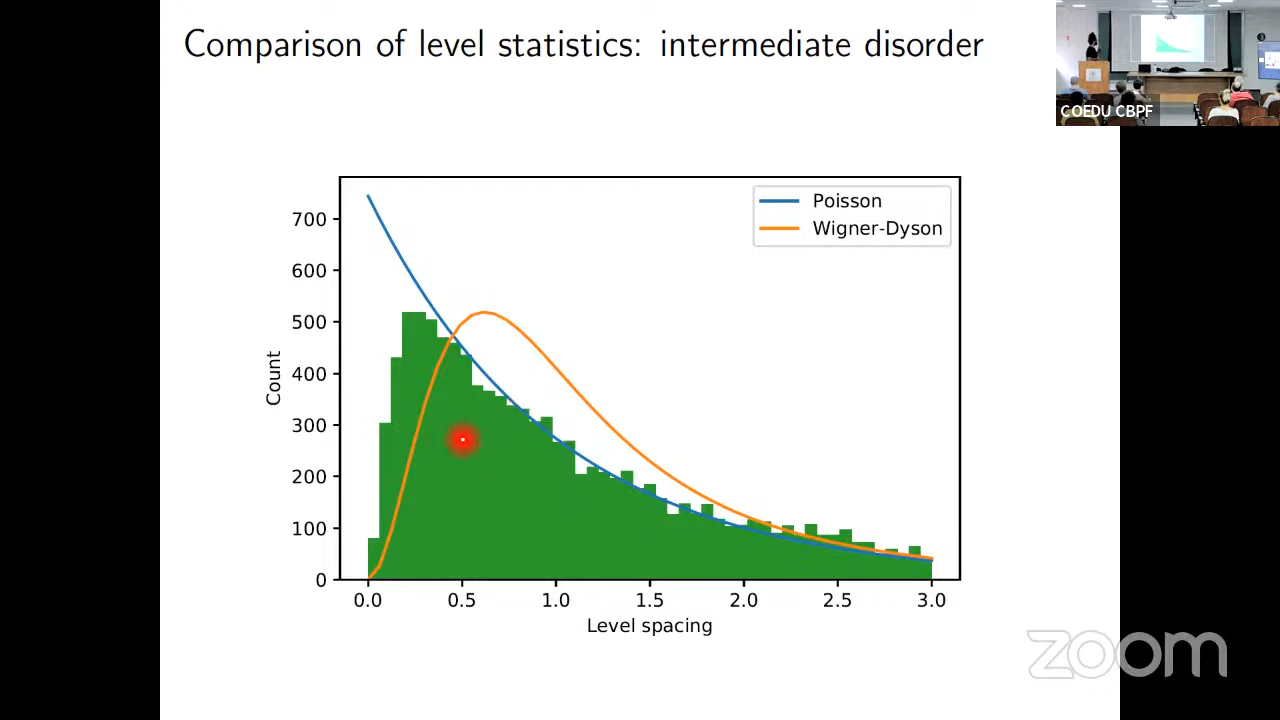 Comparison of level statistics: intermediate disorder
COEDU CBPF
Poisson
Wigner-Dyson
700
600
500
400
300
200
100
0
Count
0.0 0.5 1.0 1.5 2.0 2.5 3.0
Level spacing
zoom